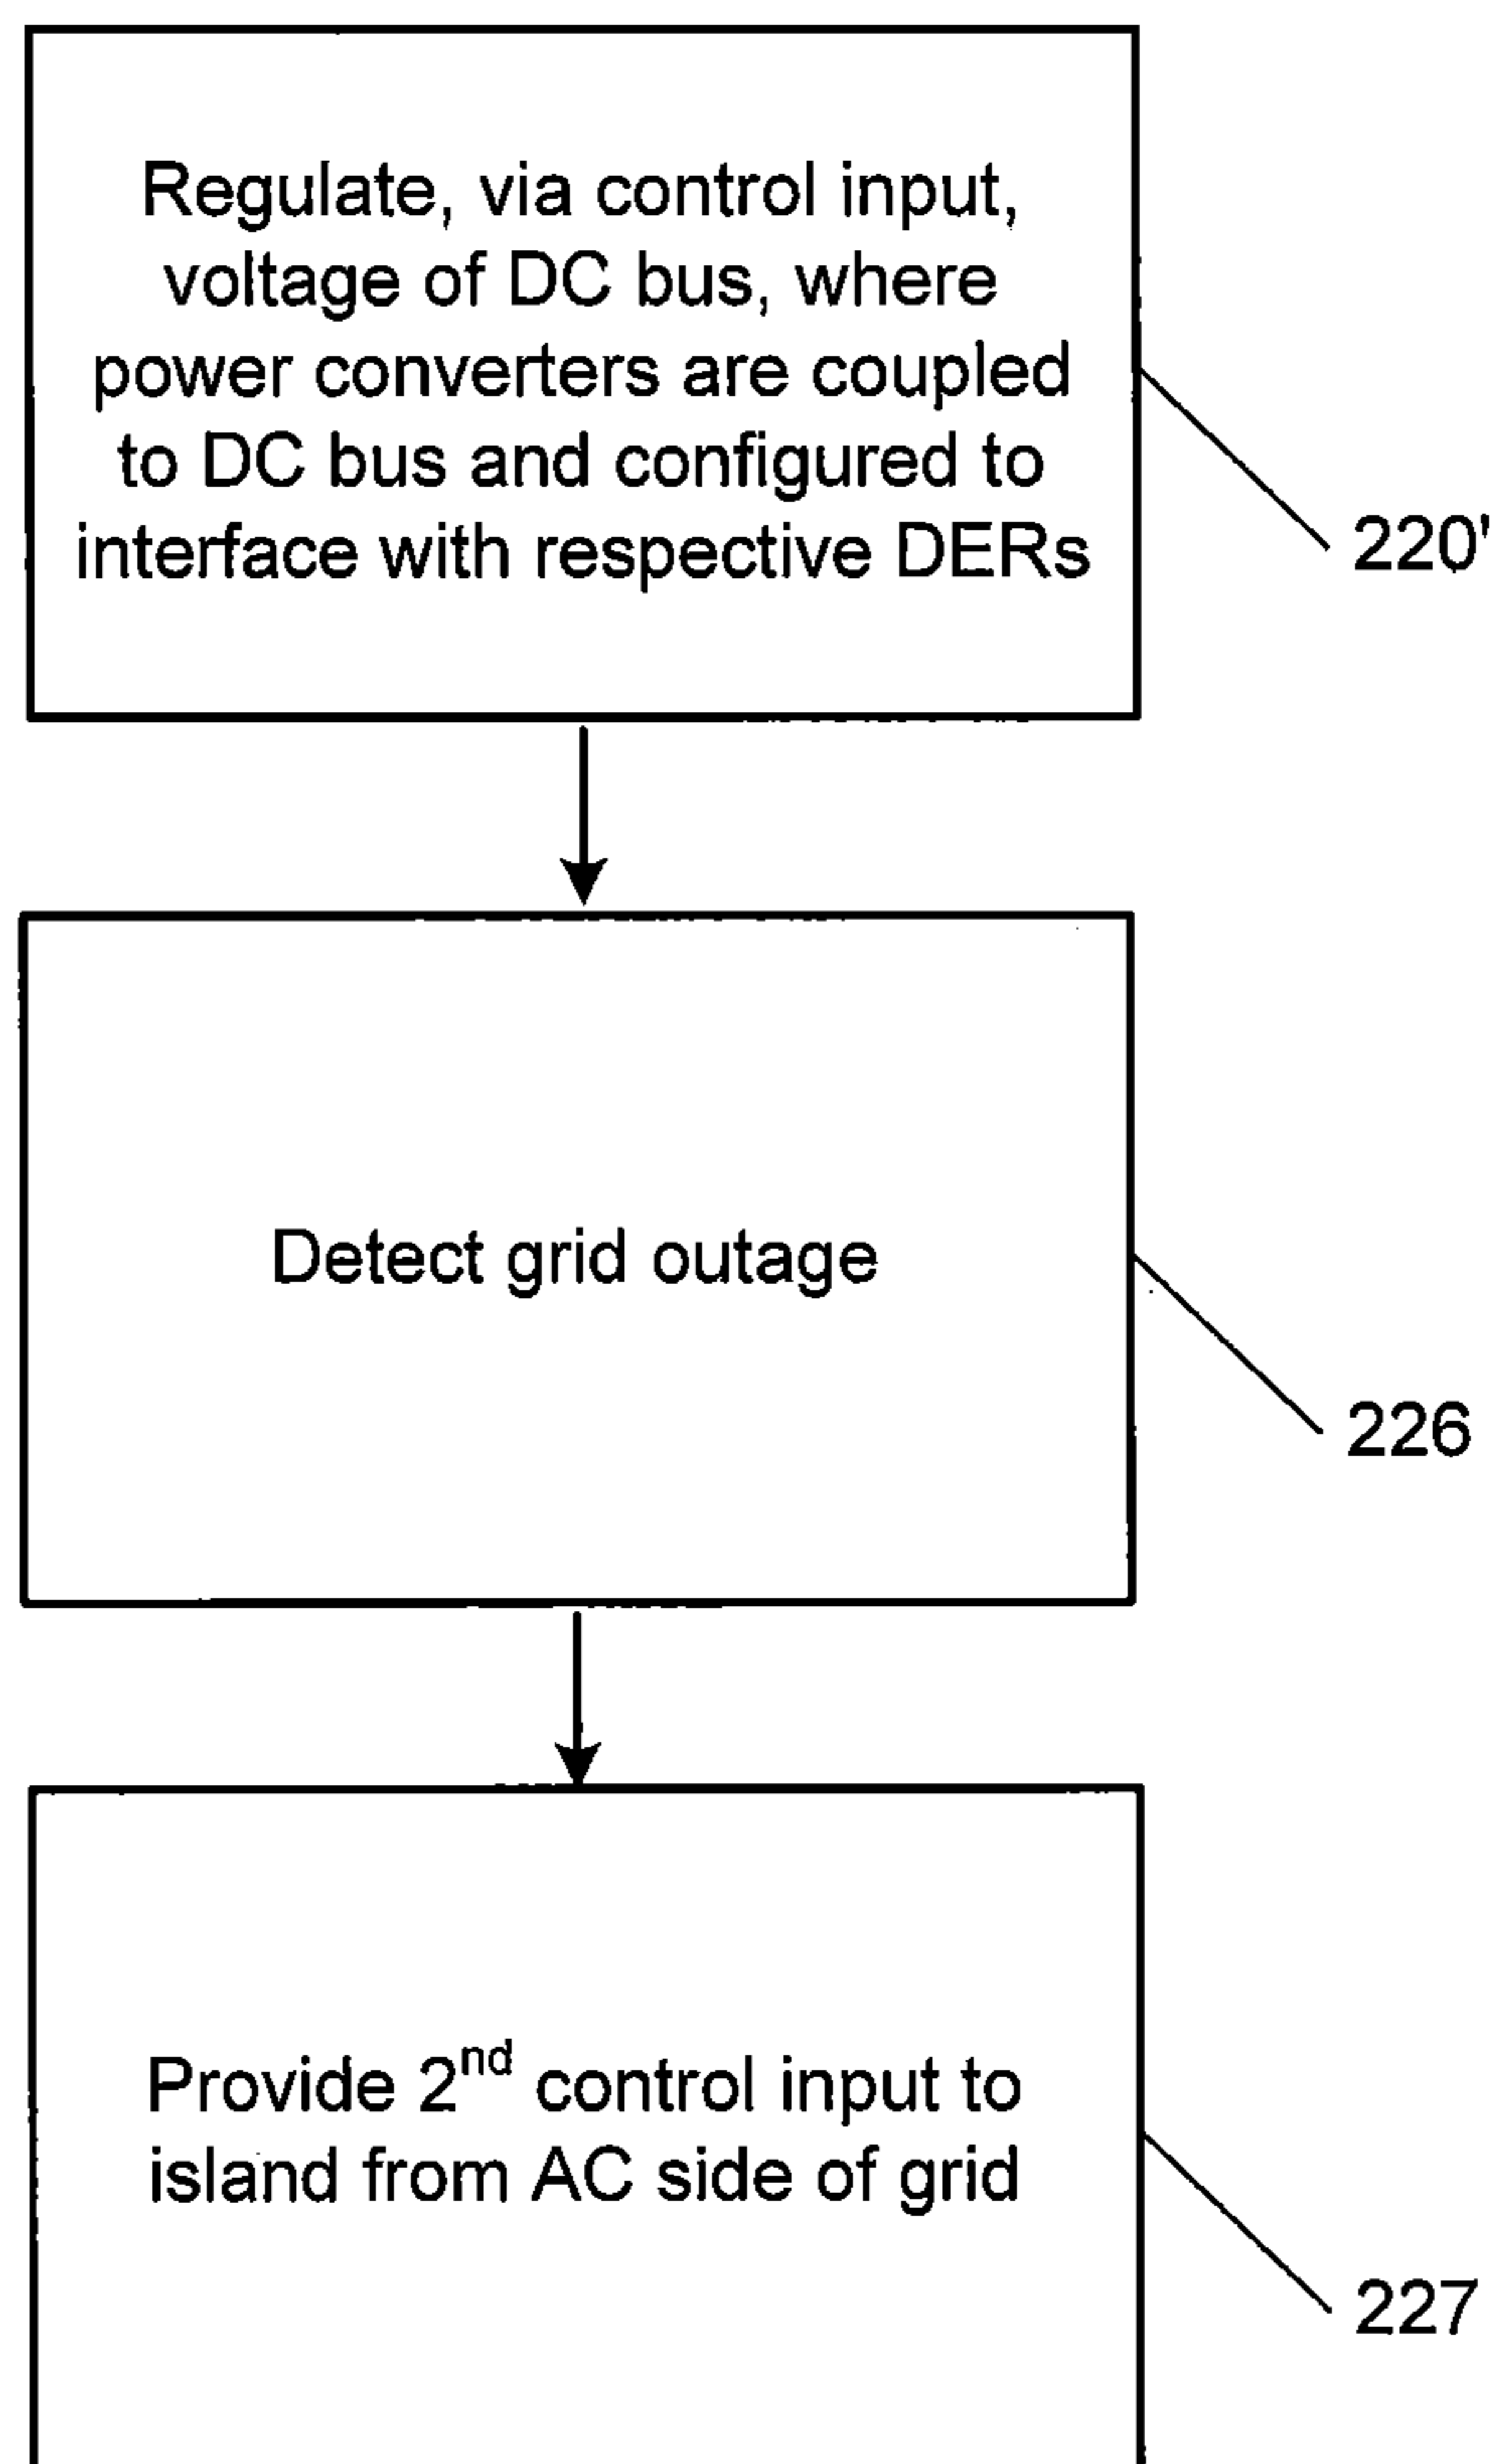 Regulate, via control input,
voltage of DC bus, where
power converters are coupled
to DC bus and configured to
interface with respective DERs
220'
Detect grid outage
226
Provide 2nd control input to
island from AC side of grid
227